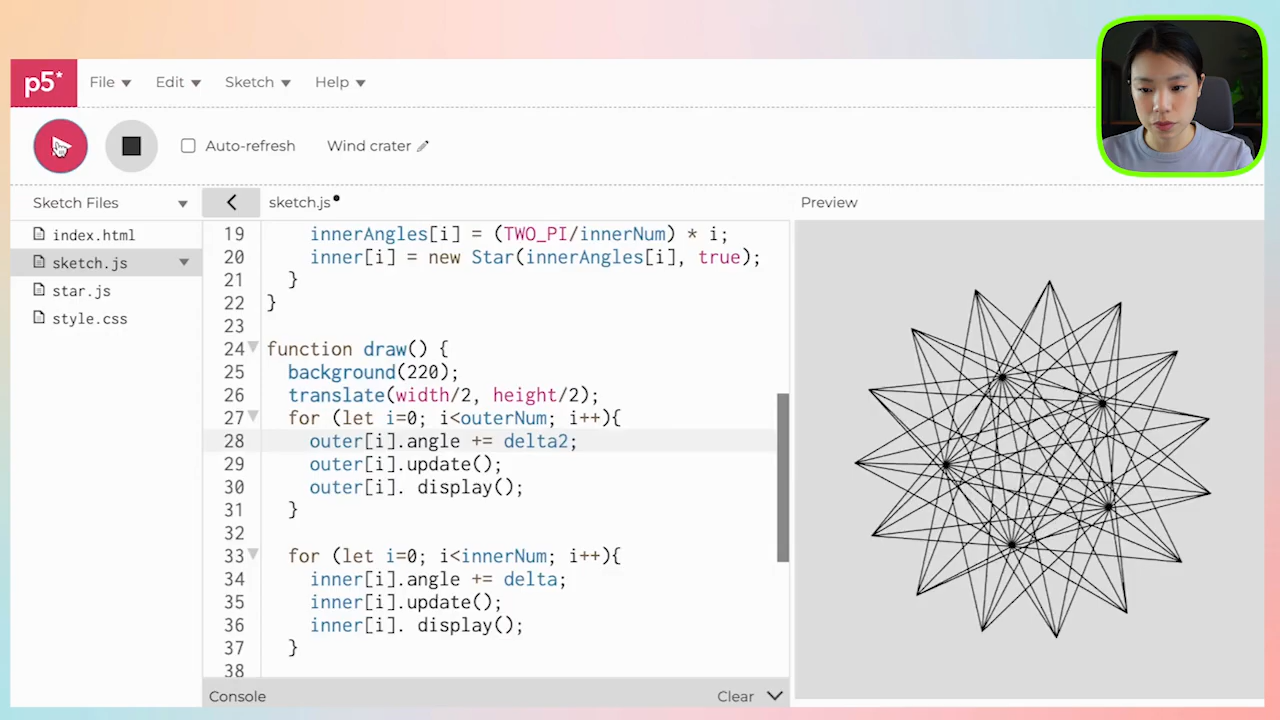 p5* File Edit Sketch Help
Auto-refresh Wind crater
Sketch Files
index.html
sketch.js
star.js
style.css
sketch.js
19 innerAngles[i] = (TWO_PI/innerNum) * i;
20 inner[i] = new Star(innerAngles[i], true);
21 }
22 }
23
24 function draw() {
25 background(220);
26 translate(width/2, height/2);
27 for (let i=0; i<outerNum; i++){
28 outer[i].angle += delta2;
29 outer[i].update();
30 outer[i]. display();
31 }
32
33 for (let i=0; i<innerNum; i++){
34 inner[i].angle += delta;
35 inner[i].update();
36 inner[i]. display();
37 }
38
Console Clear
Preview